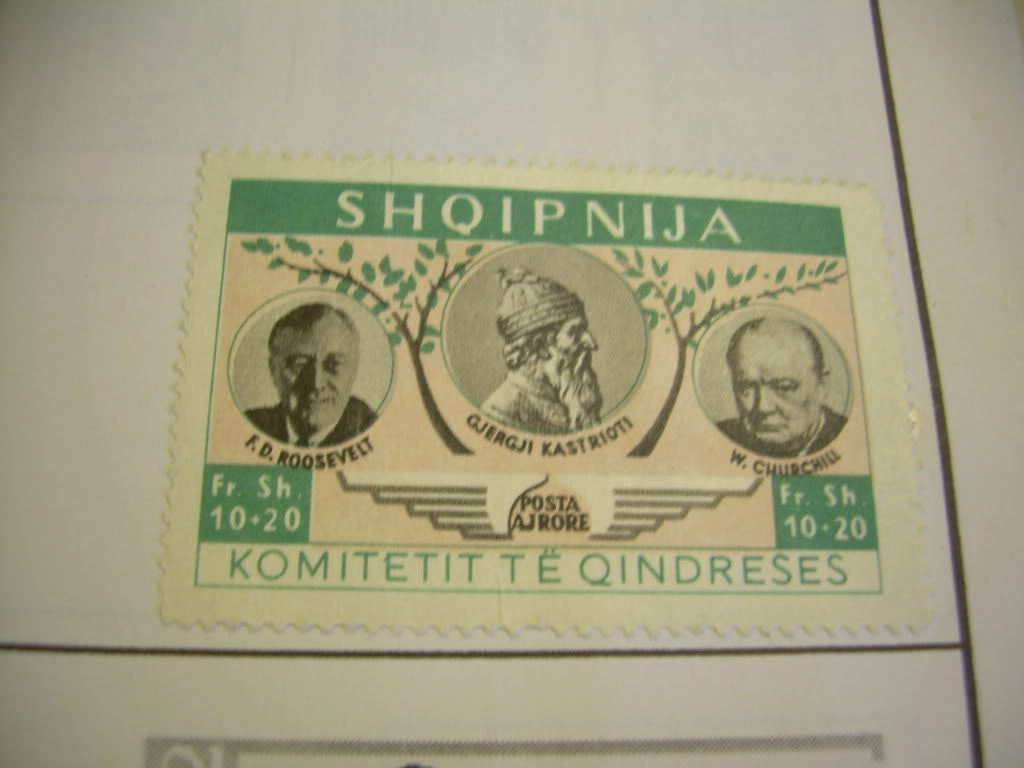 SHQIPNIJA
F. D. ROOSEVELT
GJERGJI KASTRIOTI
W. CHURCHILL
Fr. Sh.
10+20
POSTA
AJRORE
Fr. Sh.
10+20
KOMITETIT TË QINDRESES